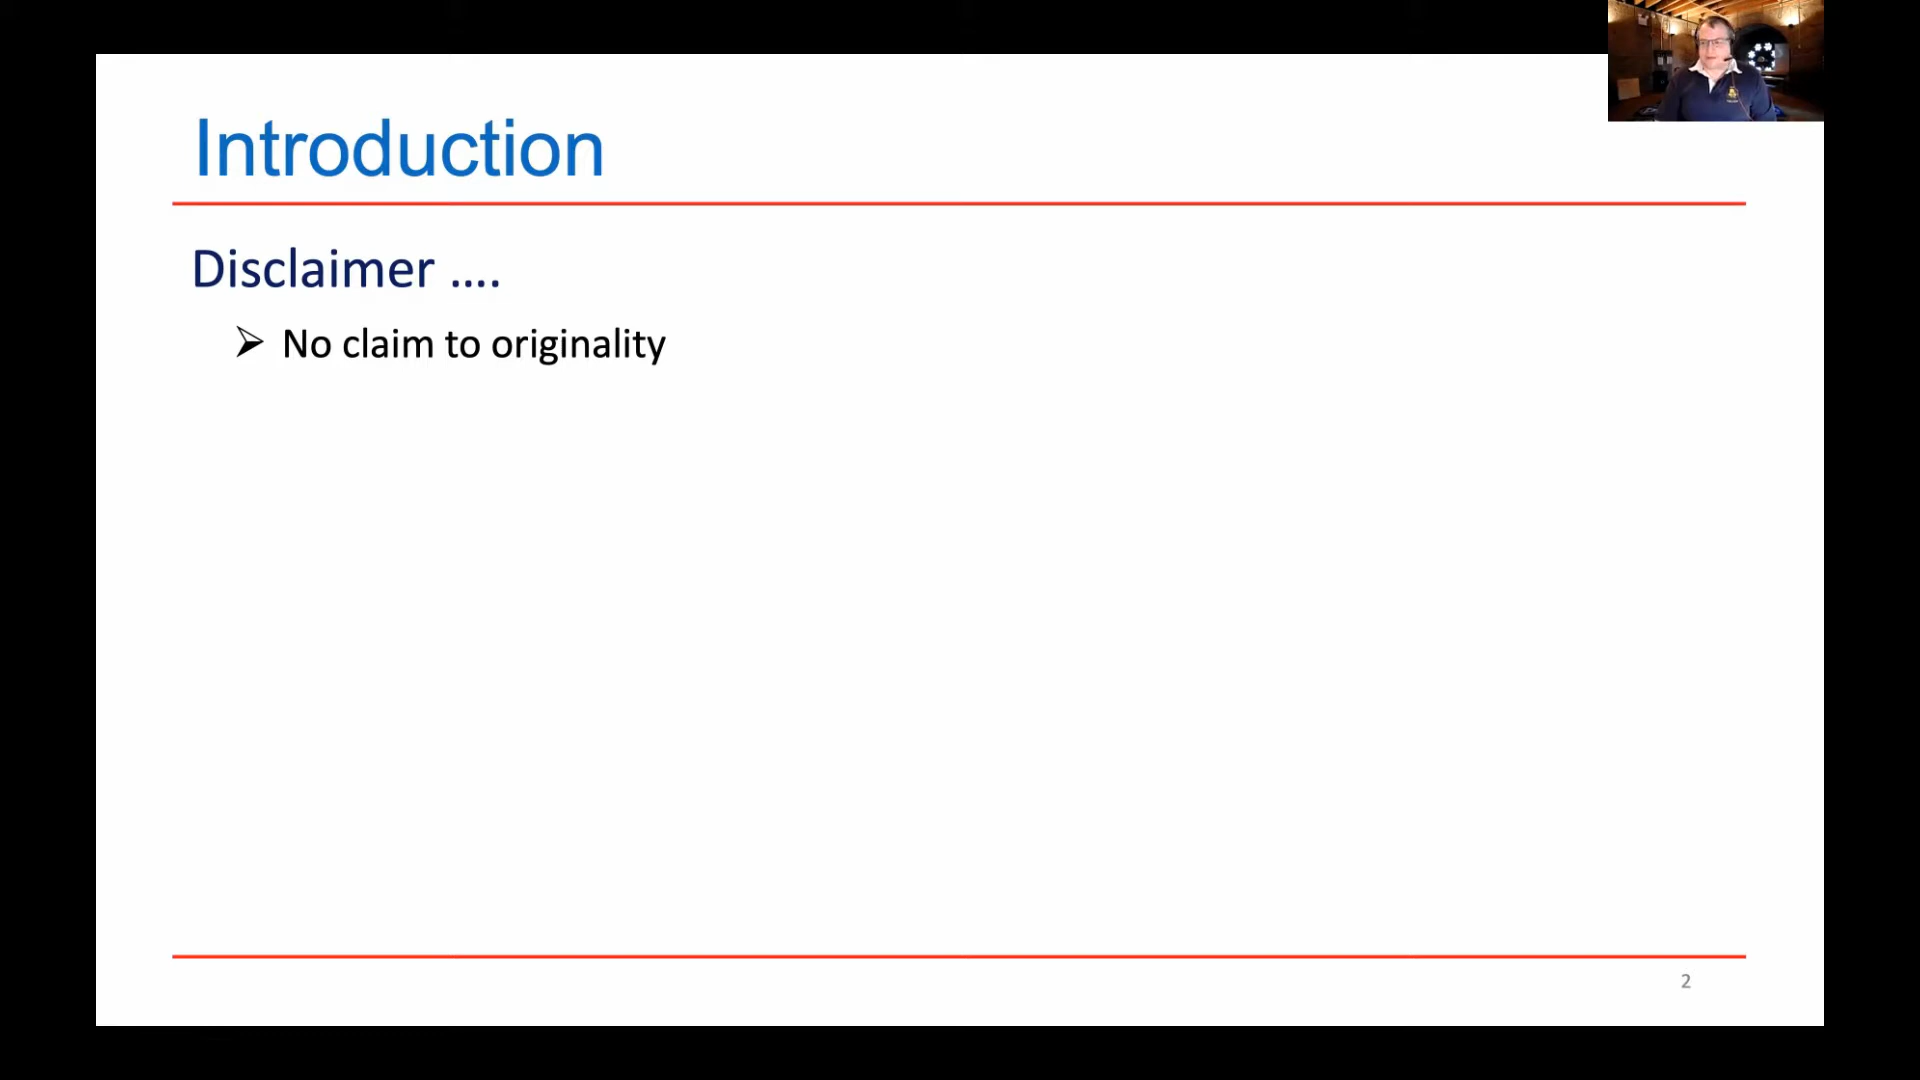 Introduction
Disclaimer ....
➢ No claim to originality
2